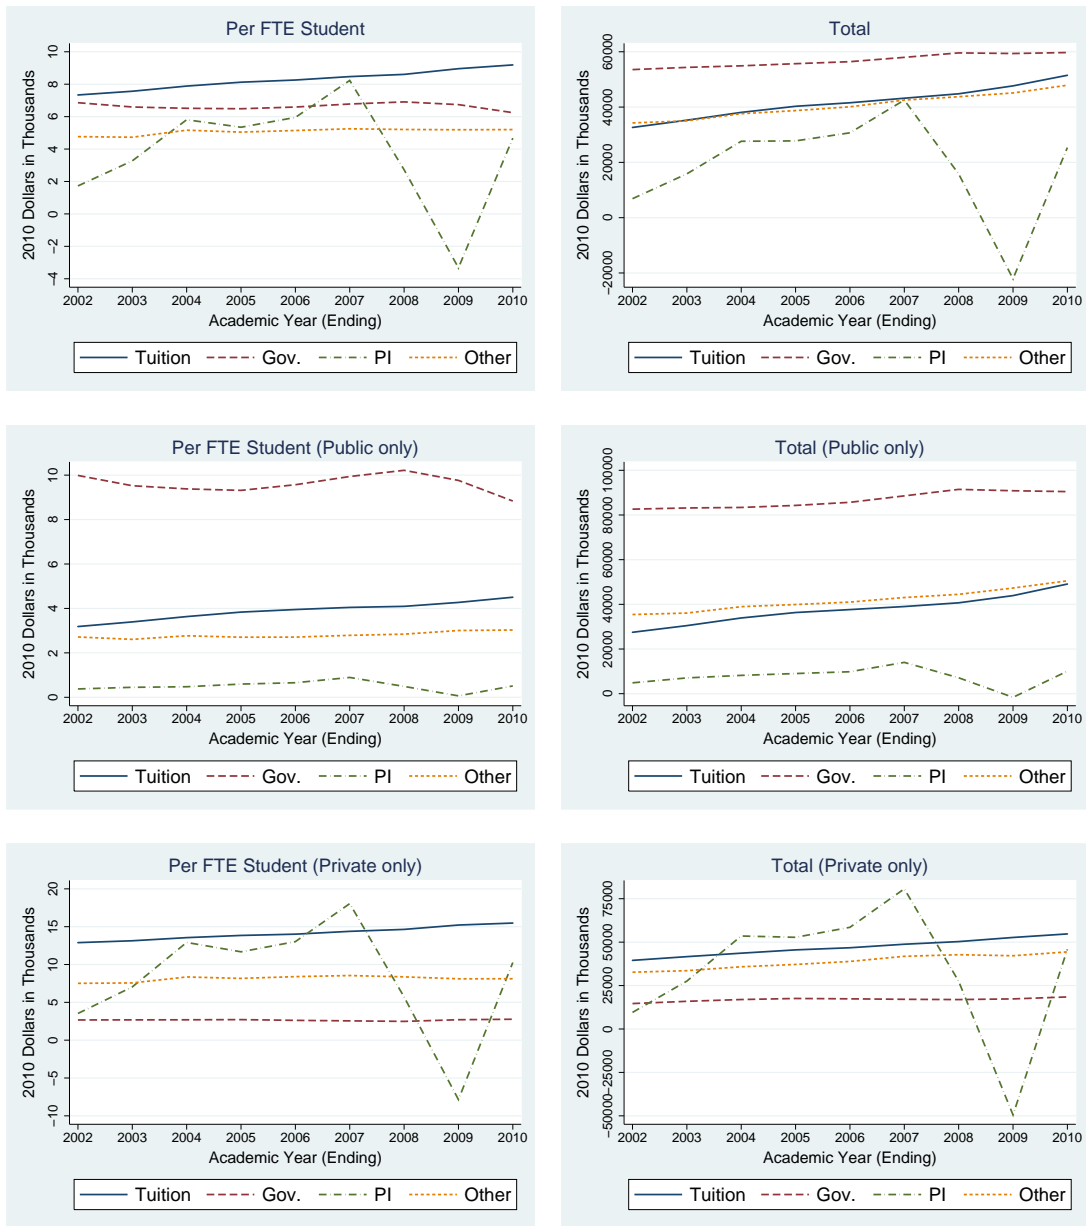 Per FTE Student
2010 Dollars in Thousands
10
8
6
4
2
0
−2
−4
2002 2003 2004 2005 2006 2007 2008 2009 2010
Academic Year (Ending)
Tuition Gov. PI Other
Total
2010 Dollars in Thousands
60000
40000
20000
0
−20000
2002 2003 2004 2005 2006 2007 2008 2009 2010
Academic Year (Ending)
Tuition Gov. PI Other
Per FTE Student (Public only)
2010 Dollars in Thousands
10
8
6
4
2
0
2002 2003 2004 2005 2006 2007 2008 2009 2010
Academic Year (Ending)
Tuition Gov. PI Other
Total (Public only)
2010 Dollars in Thousands
100000
80000
60000
40000
20000
0
2002 2003 2004 2005 2006 2007 2008 2009 2010
Academic Year (Ending)
Tuition Gov. PI Other
Per FTE Student (Private only)
2010 Dollars in Thousands
20
15
10
5
0
−5
−10
2002 2003 2004 2005 2006 2007 2008 2009 2010
Academic Year (Ending)
Tuition Gov. PI Other
Total (Private only)
2010 Dollars in Thousands
75000
50000
25000
0
−25000
−50000
2002 2003 2004 2005 2006 2007 2008 2009 2010
Academic Year (Ending)
Tuition Gov. PI Other